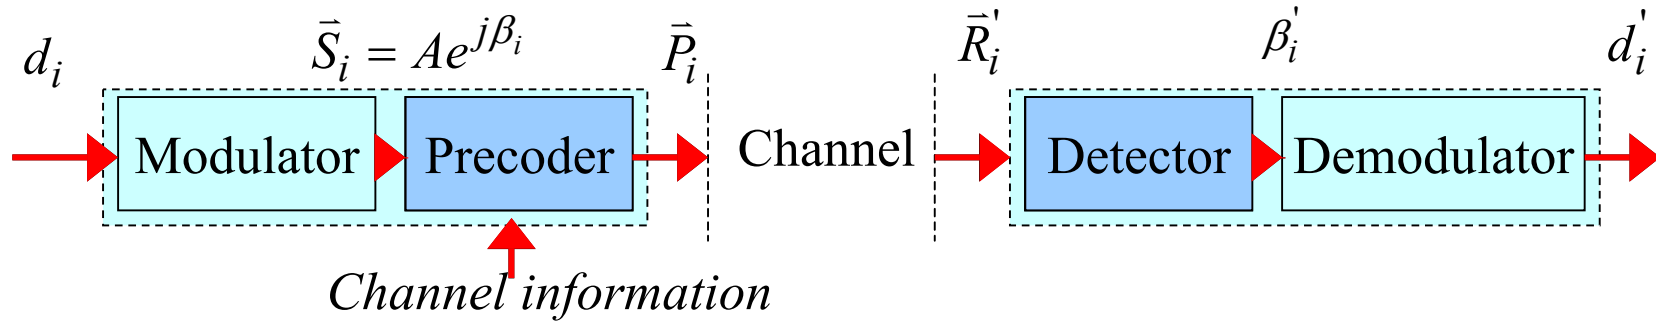 d_i
S⃗_i = Ae^{jβ_i}
P⃗_i
R⃗_i'
β_i'
d_i'
Modulator
Precoder
Channel
Detector
Demodulator
Channel information